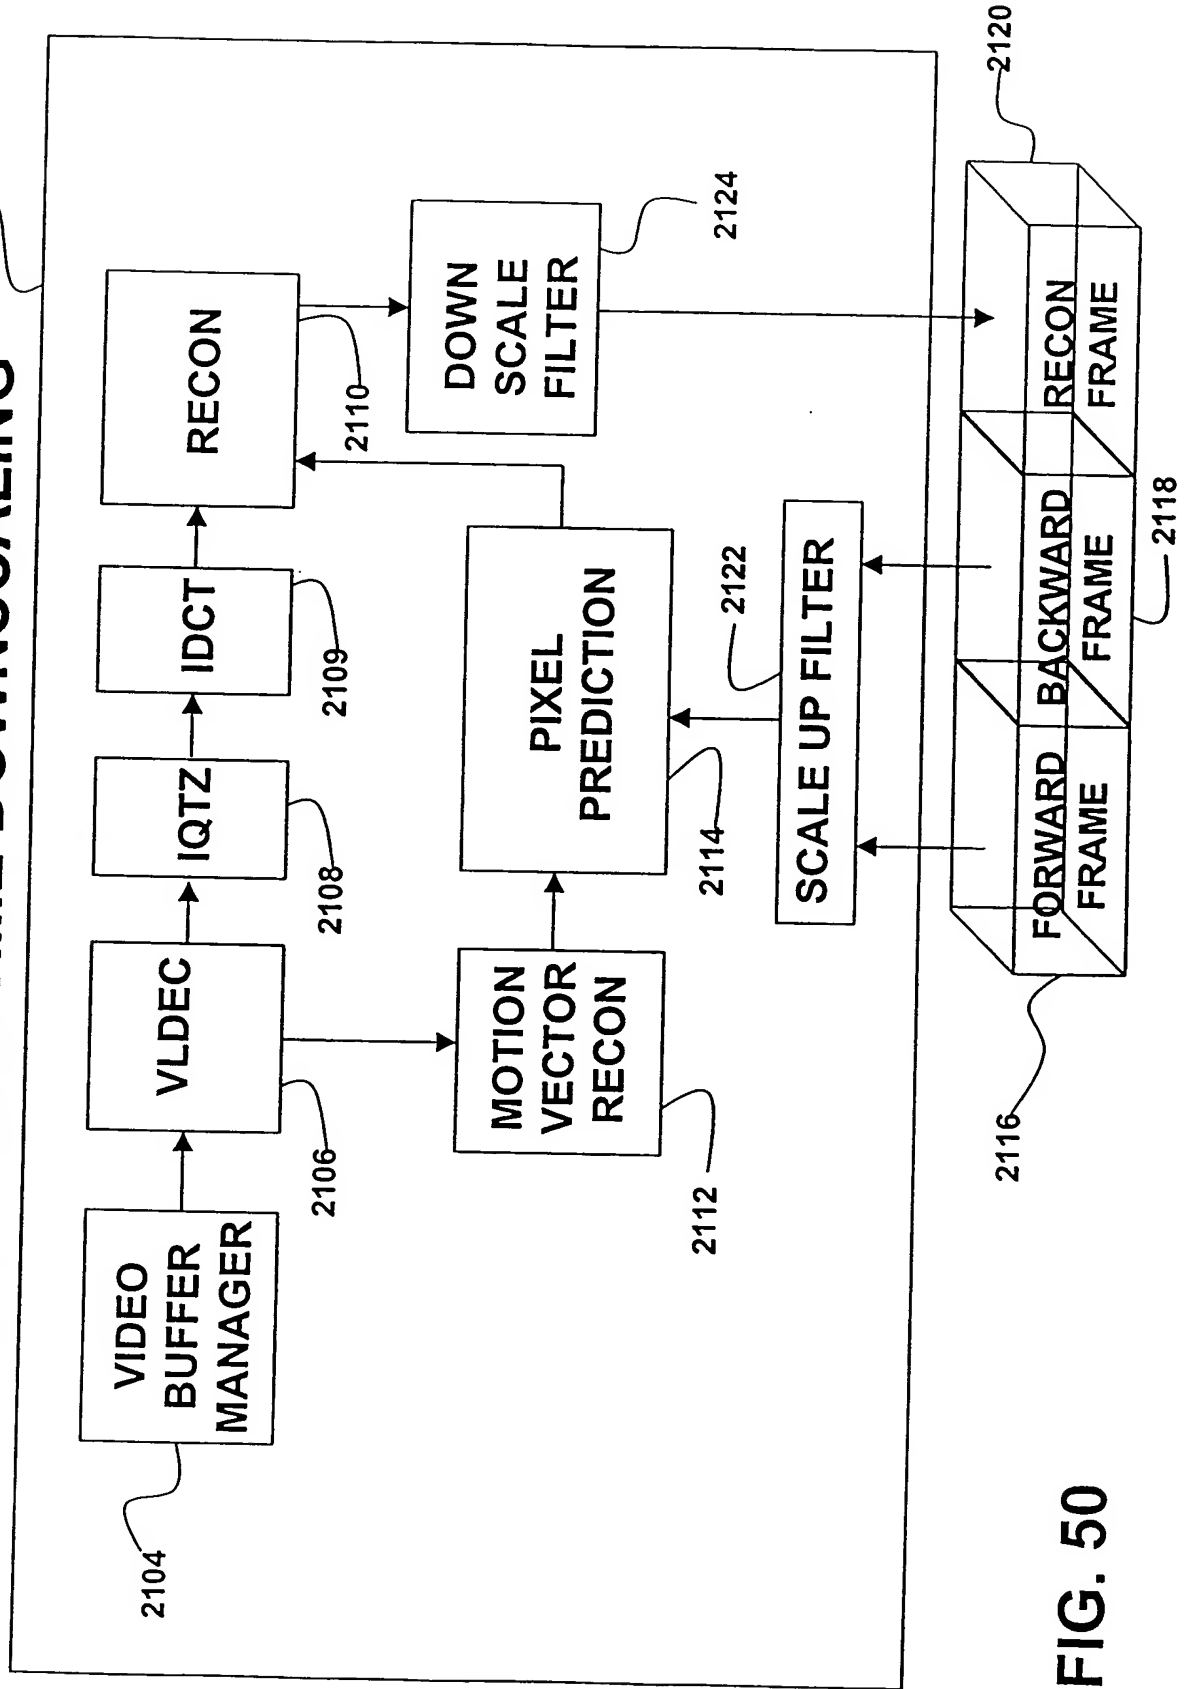 DOWNSCALING
VIDEO
BUFFER
MANAGER
2104
VLDEC
2106
IQTZ
2108
IDCT
2109
RECON
2110
MOTION
VECTOR
RECON
2112
PIXEL
PREDICTION
2114
DOWN
SCALE
FILTER
2124
SCALE UP FILTER
2122
FORWARD
FRAME
2116
BACKWARD
FRAME
2118
RECON
FRAME
2120
FIG. 50